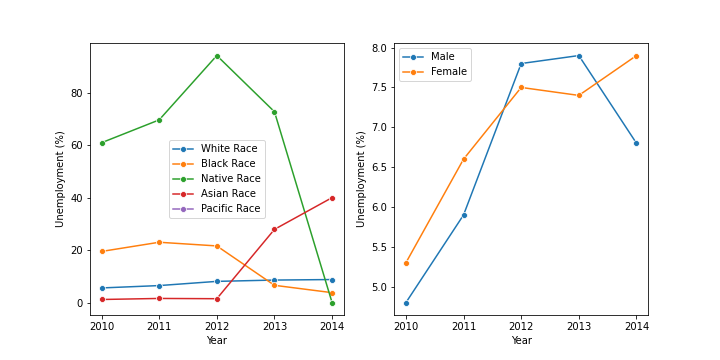 Unemployment (%)
80
60
40
20
0
White Race
Black Race
Native Race
Asian Race
Pacific Race
2010 2011 2012 2013 2014
Year
Unemployment (%)
8.0
7.5
7.0
6.5
6.0
5.5
5.0
Male
Female
2010 2011 2012 2013 2014
Year